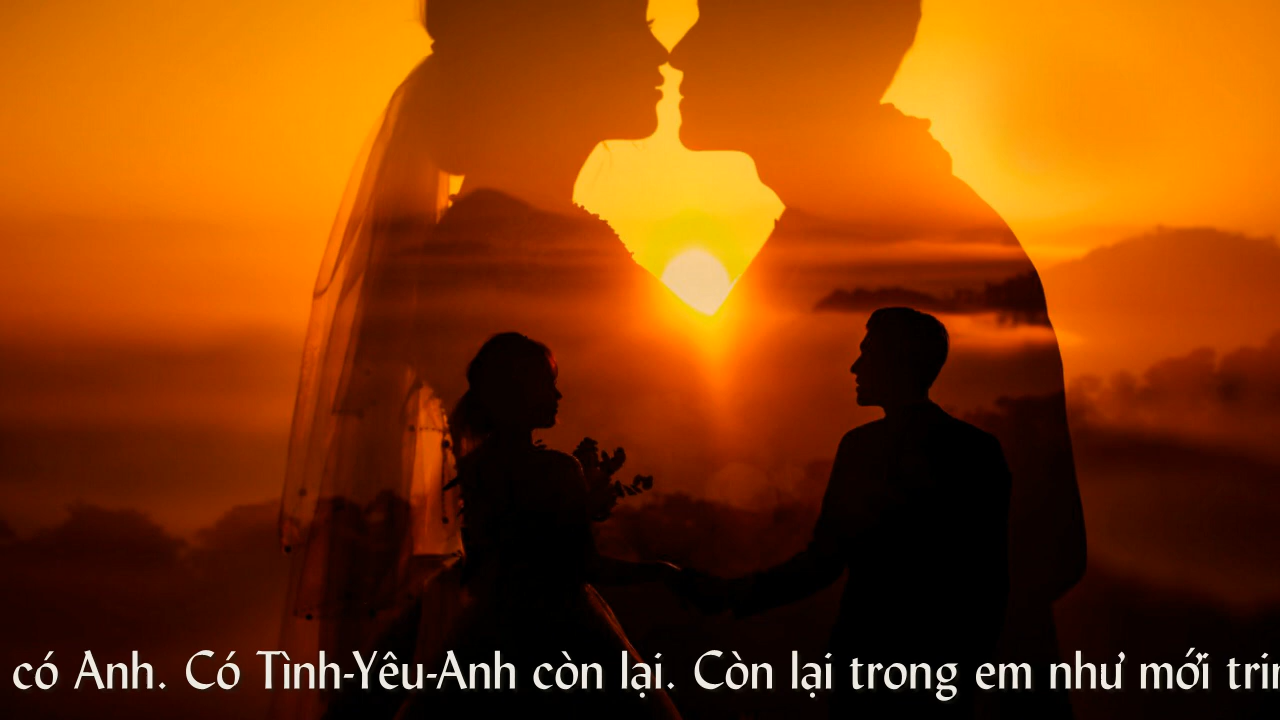 có Anh. Có Tình-Yêu-Anh còn lại. Còn lại trong em như mới